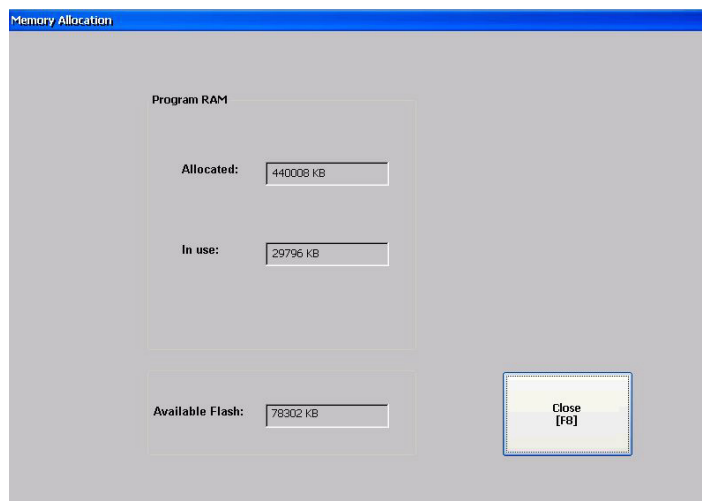 Memory Allocation
Program RAM
Allocated: 440008 KB
In use: 29796 KB
Available Flash: 78302 KB
Close
[F8]